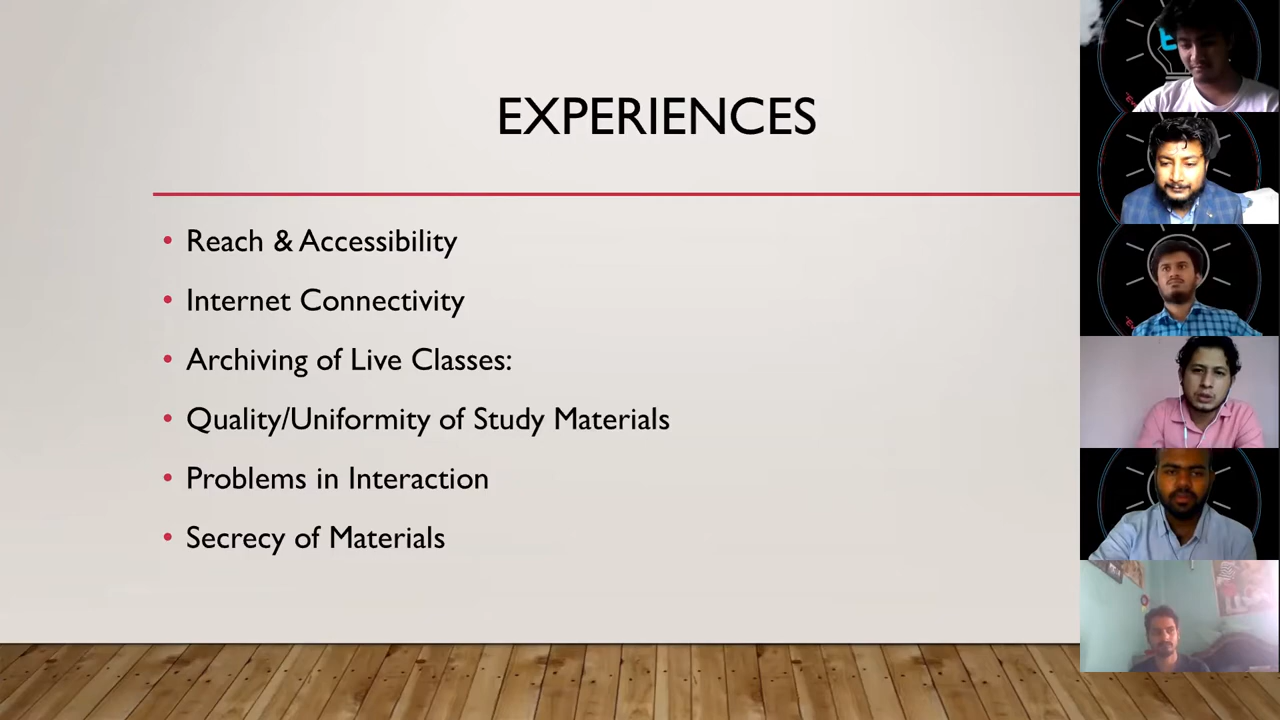 EXPERIENCES
• Reach & Accessibility
• Internet Connectivity
• Archiving of Live Classes:
• Quality/Uniformity of Study Materials
• Problems in Interaction
• Secrecy of Materials